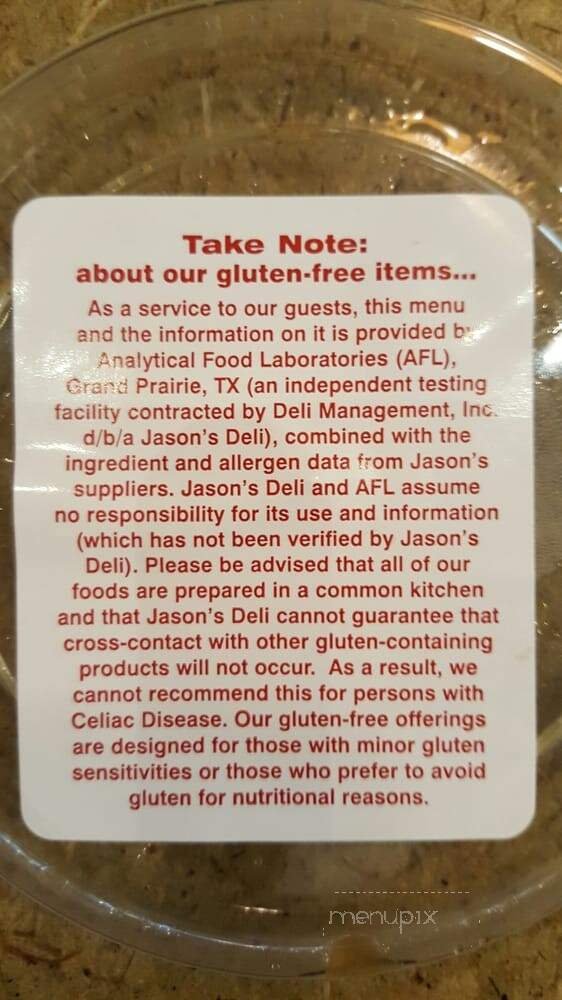 Take Note:
about our gluten-free items...
As a service to our guests, this menu
and the information on it is provided by
Analytical Food Laboratories (AFL),
Grand Prairie, TX (an independent testing
facility contracted by Deli Management, Inc.
d/b/a Jason's Deli), combined with the
ingredient and allergen data from Jason's
suppliers. Jason's Deli and AFL assume
no responsibility for its use and information
(which has not been verified by Jason's
Deli). Please be advised that all of our
foods are prepared in a common kitchen
and that Jason's Deli cannot guarantee that
cross-contact with other gluten-containing
products will not occur. As a result, we
cannot recommend this for persons with
Celiac Disease. Our gluten-free offerings
are designed for those with minor gluten
sensitivities or those who prefer to avoid
gluten for nutritional reasons.
menupix